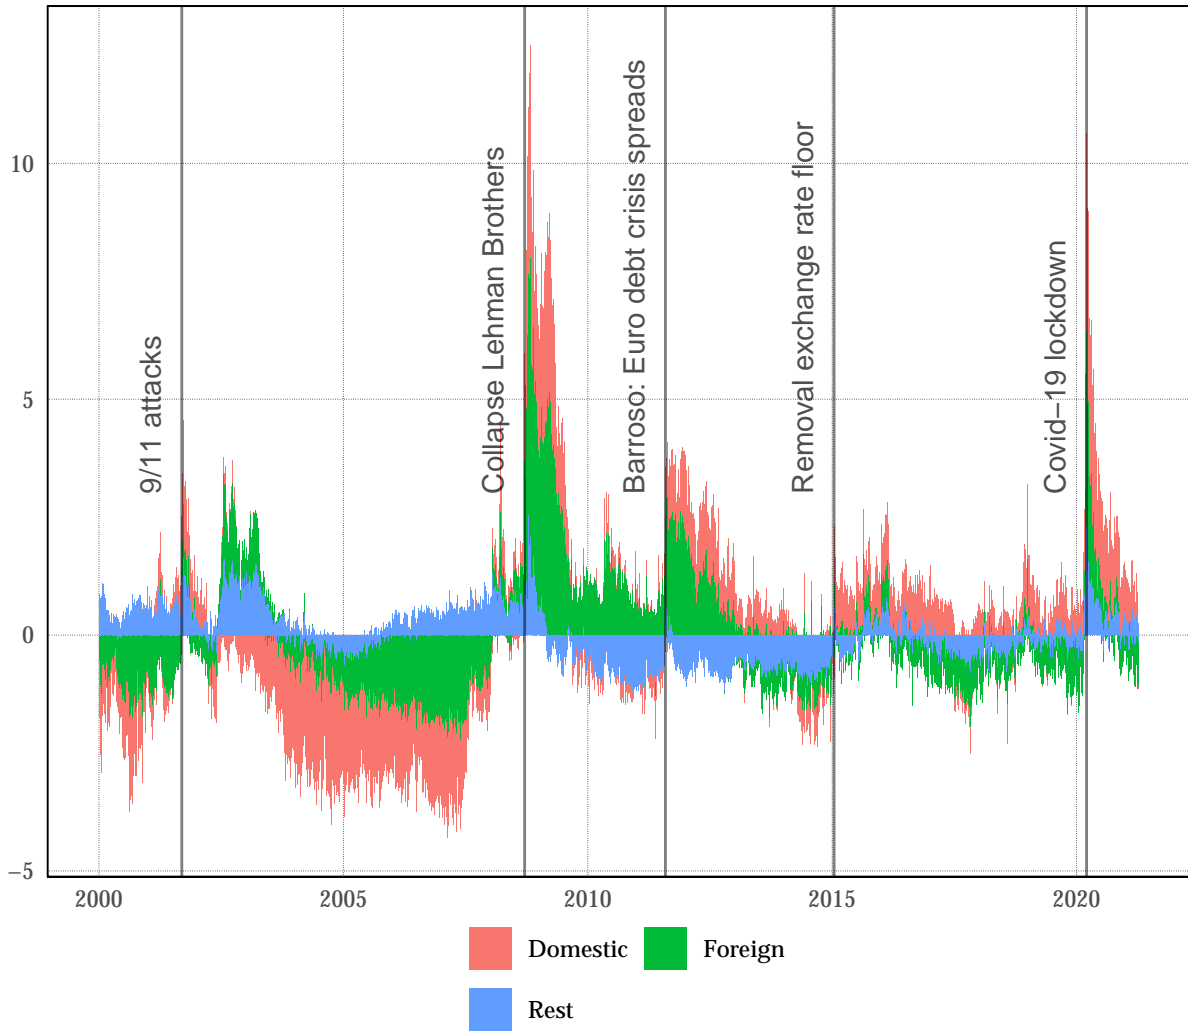 10
5
0
−5
9/11 attacks
Collapse Lehman Brothers
Barroso: Euro debt crisis spreads
Removal exchange rate floor
Covid−19 lockdown
2000
2005
2010
2015
2020
Domestic
Foreign
Rest